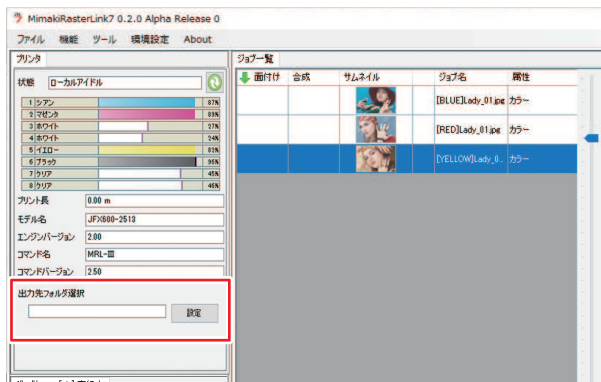 MimakiRasterLink7 0.2.0 Alpha Release 0
ファイル 機能 ツール 環境設定 About
プリンタ
状態 ローカルアイドル
1 シアン 87%
2 マゼンタ 89%
3 ホワイト 27%
4 ホワイト 24%
5 イエロー 83%
6 ブラック 96%
7 クリア 45%
8 クリア 46%
プリント長 0.00 m
モデル名 JFX600-2513
エンジンバージョン 2.00
コマンド名 MRL-Ⅲ
コマンドバージョン 2.50
出力先フォルダ選択
設定
ジョブ一覧
面付け 合成 サムネイル ジョブ名 属性
[BLUE]Lady_01.jpg カラー
[RED]Lady_01.jpg カラー
[YELLOW]Lady_0... カラー